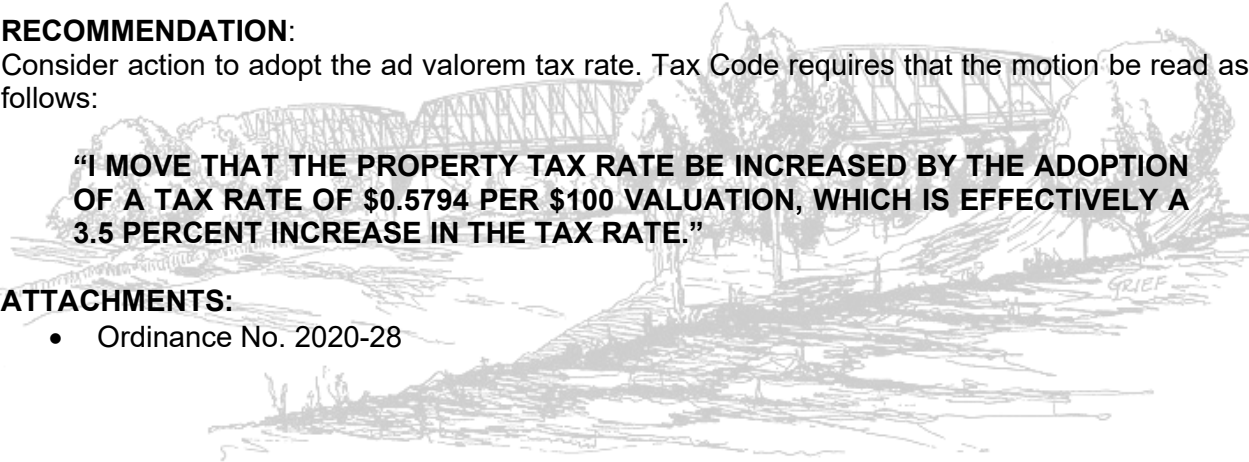 RECOMMENDATION:
Consider action to adopt the ad valorem tax rate. Tax Code requires that the motion be read as
follows:
“I MOVE THAT THE PROPERTY TAX RATE BE INCREASED BY THE ADOPTION
OF A TAX RATE OF $0.5794 PER $100 VALUATION, WHICH IS EFFECTIVELY A
3.5 PERCENT INCREASE IN THE TAX RATE.”
ATTACHMENTS:
GRIEF
• Ordinance No. 2020-28